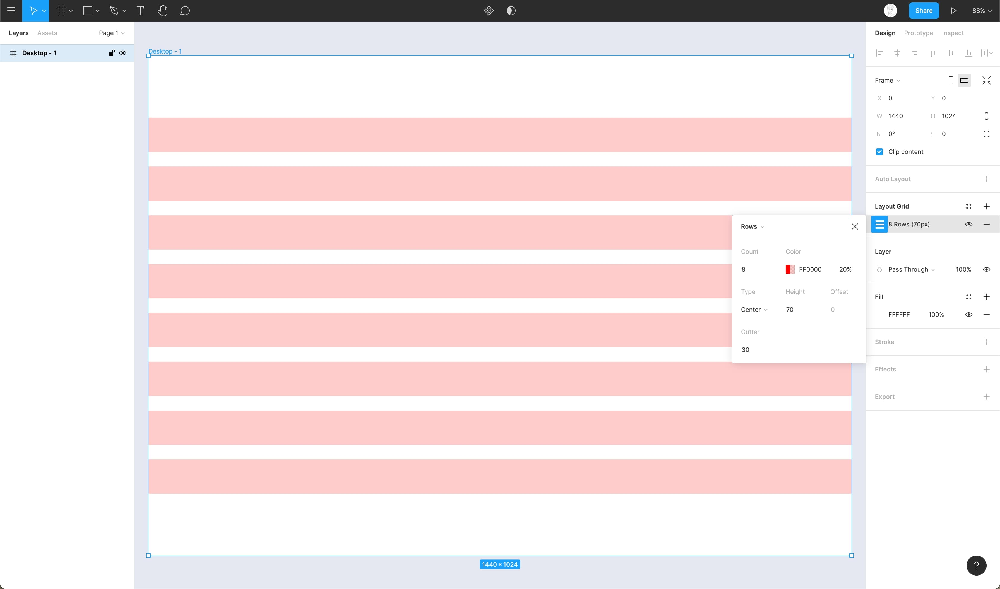 Share
88%
Layers Assets Page 1
Desktop - 1
Desktop - 1
1440 × 1024
Design Prototype Inspect
Frame
X 0 Y 0
W 1440 H 1024
0° 0
Clip content
Auto Layout
Layout Grid
8 Rows (70px)
Rows
Count Color
8 FF0000 20%
Type Height Offset
Center 70 0
Gutter
30
Layer
Pass Through 100%
Fill
FFFFFF 100%
Stroke
Effects
Export
?